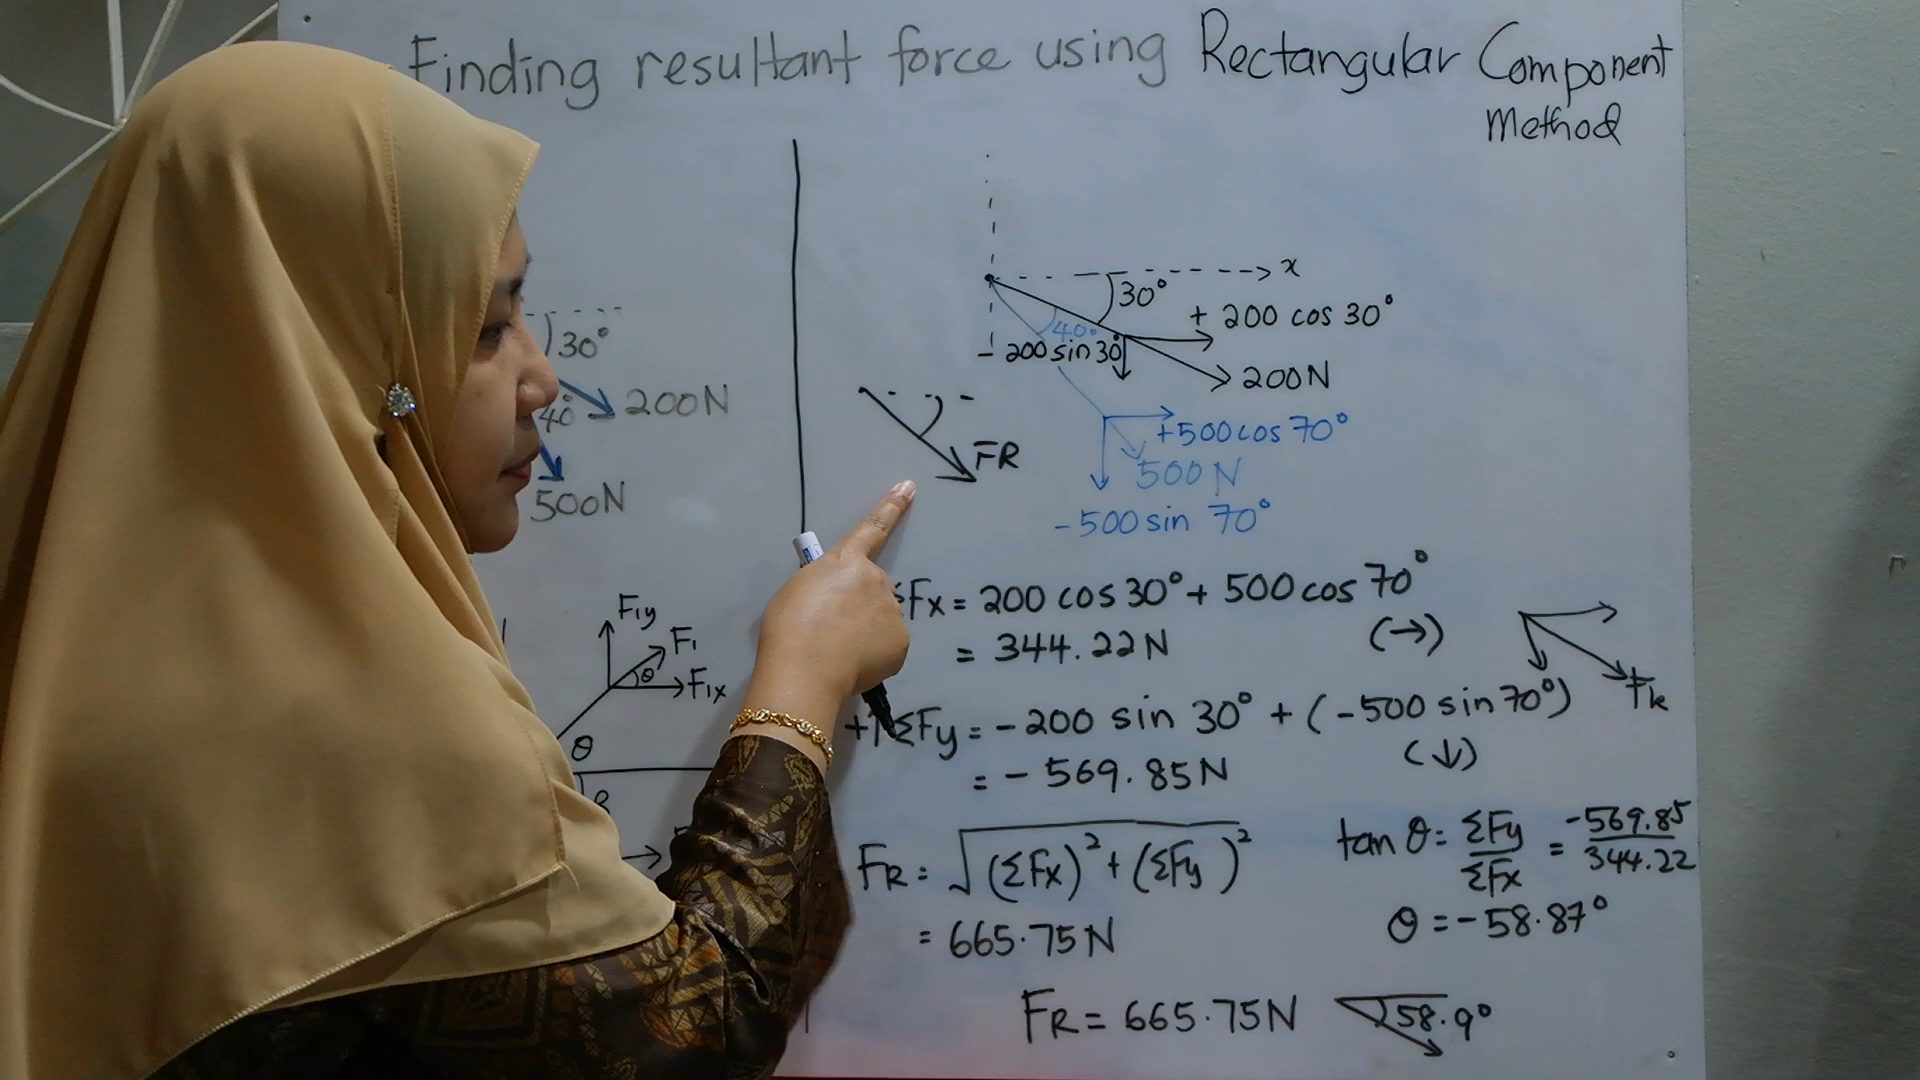 Finding resultant force using Rectangular Component
Method
30°
40°
200N
500N
x
30°
+ 200 cos 30°
40°
- 200 sin 30°
200N
FR
+500 cos 70°
500N
-500 sin 70°
F1y
F1
θ
F1x
θ
ΣFx = 200 cos 30° + 500 cos 70°
= 344.22N (→)
FR
+↑ΣFy = -200 sin 30° + (-500 sin 70°)
= - 569.85N (↓)
FR = √(ΣFx)² + (ΣFy)²
= 665.75N
tan θ = ΣFy/ΣFx = -569.85/344.22
θ = -58.87°
FR = 665.75N 58.9°